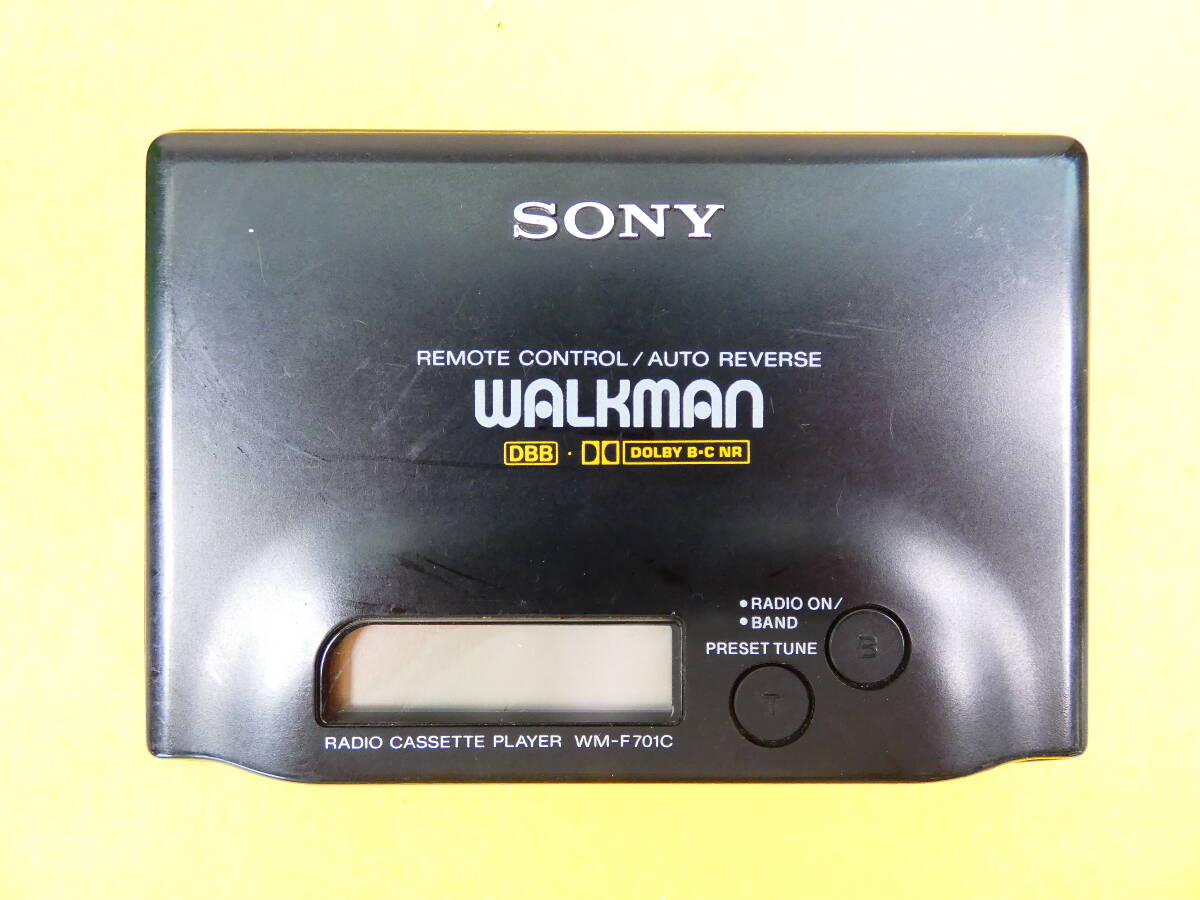 SONY
REMOTE CONTROL/AUTO REVERSE
WALKMAN
DBB · DOLBY B·C NR
•RADIO ON/
•BAND
B
PRESET TUNE
T
RADIO CASSETTE PLAYER WM-F701C